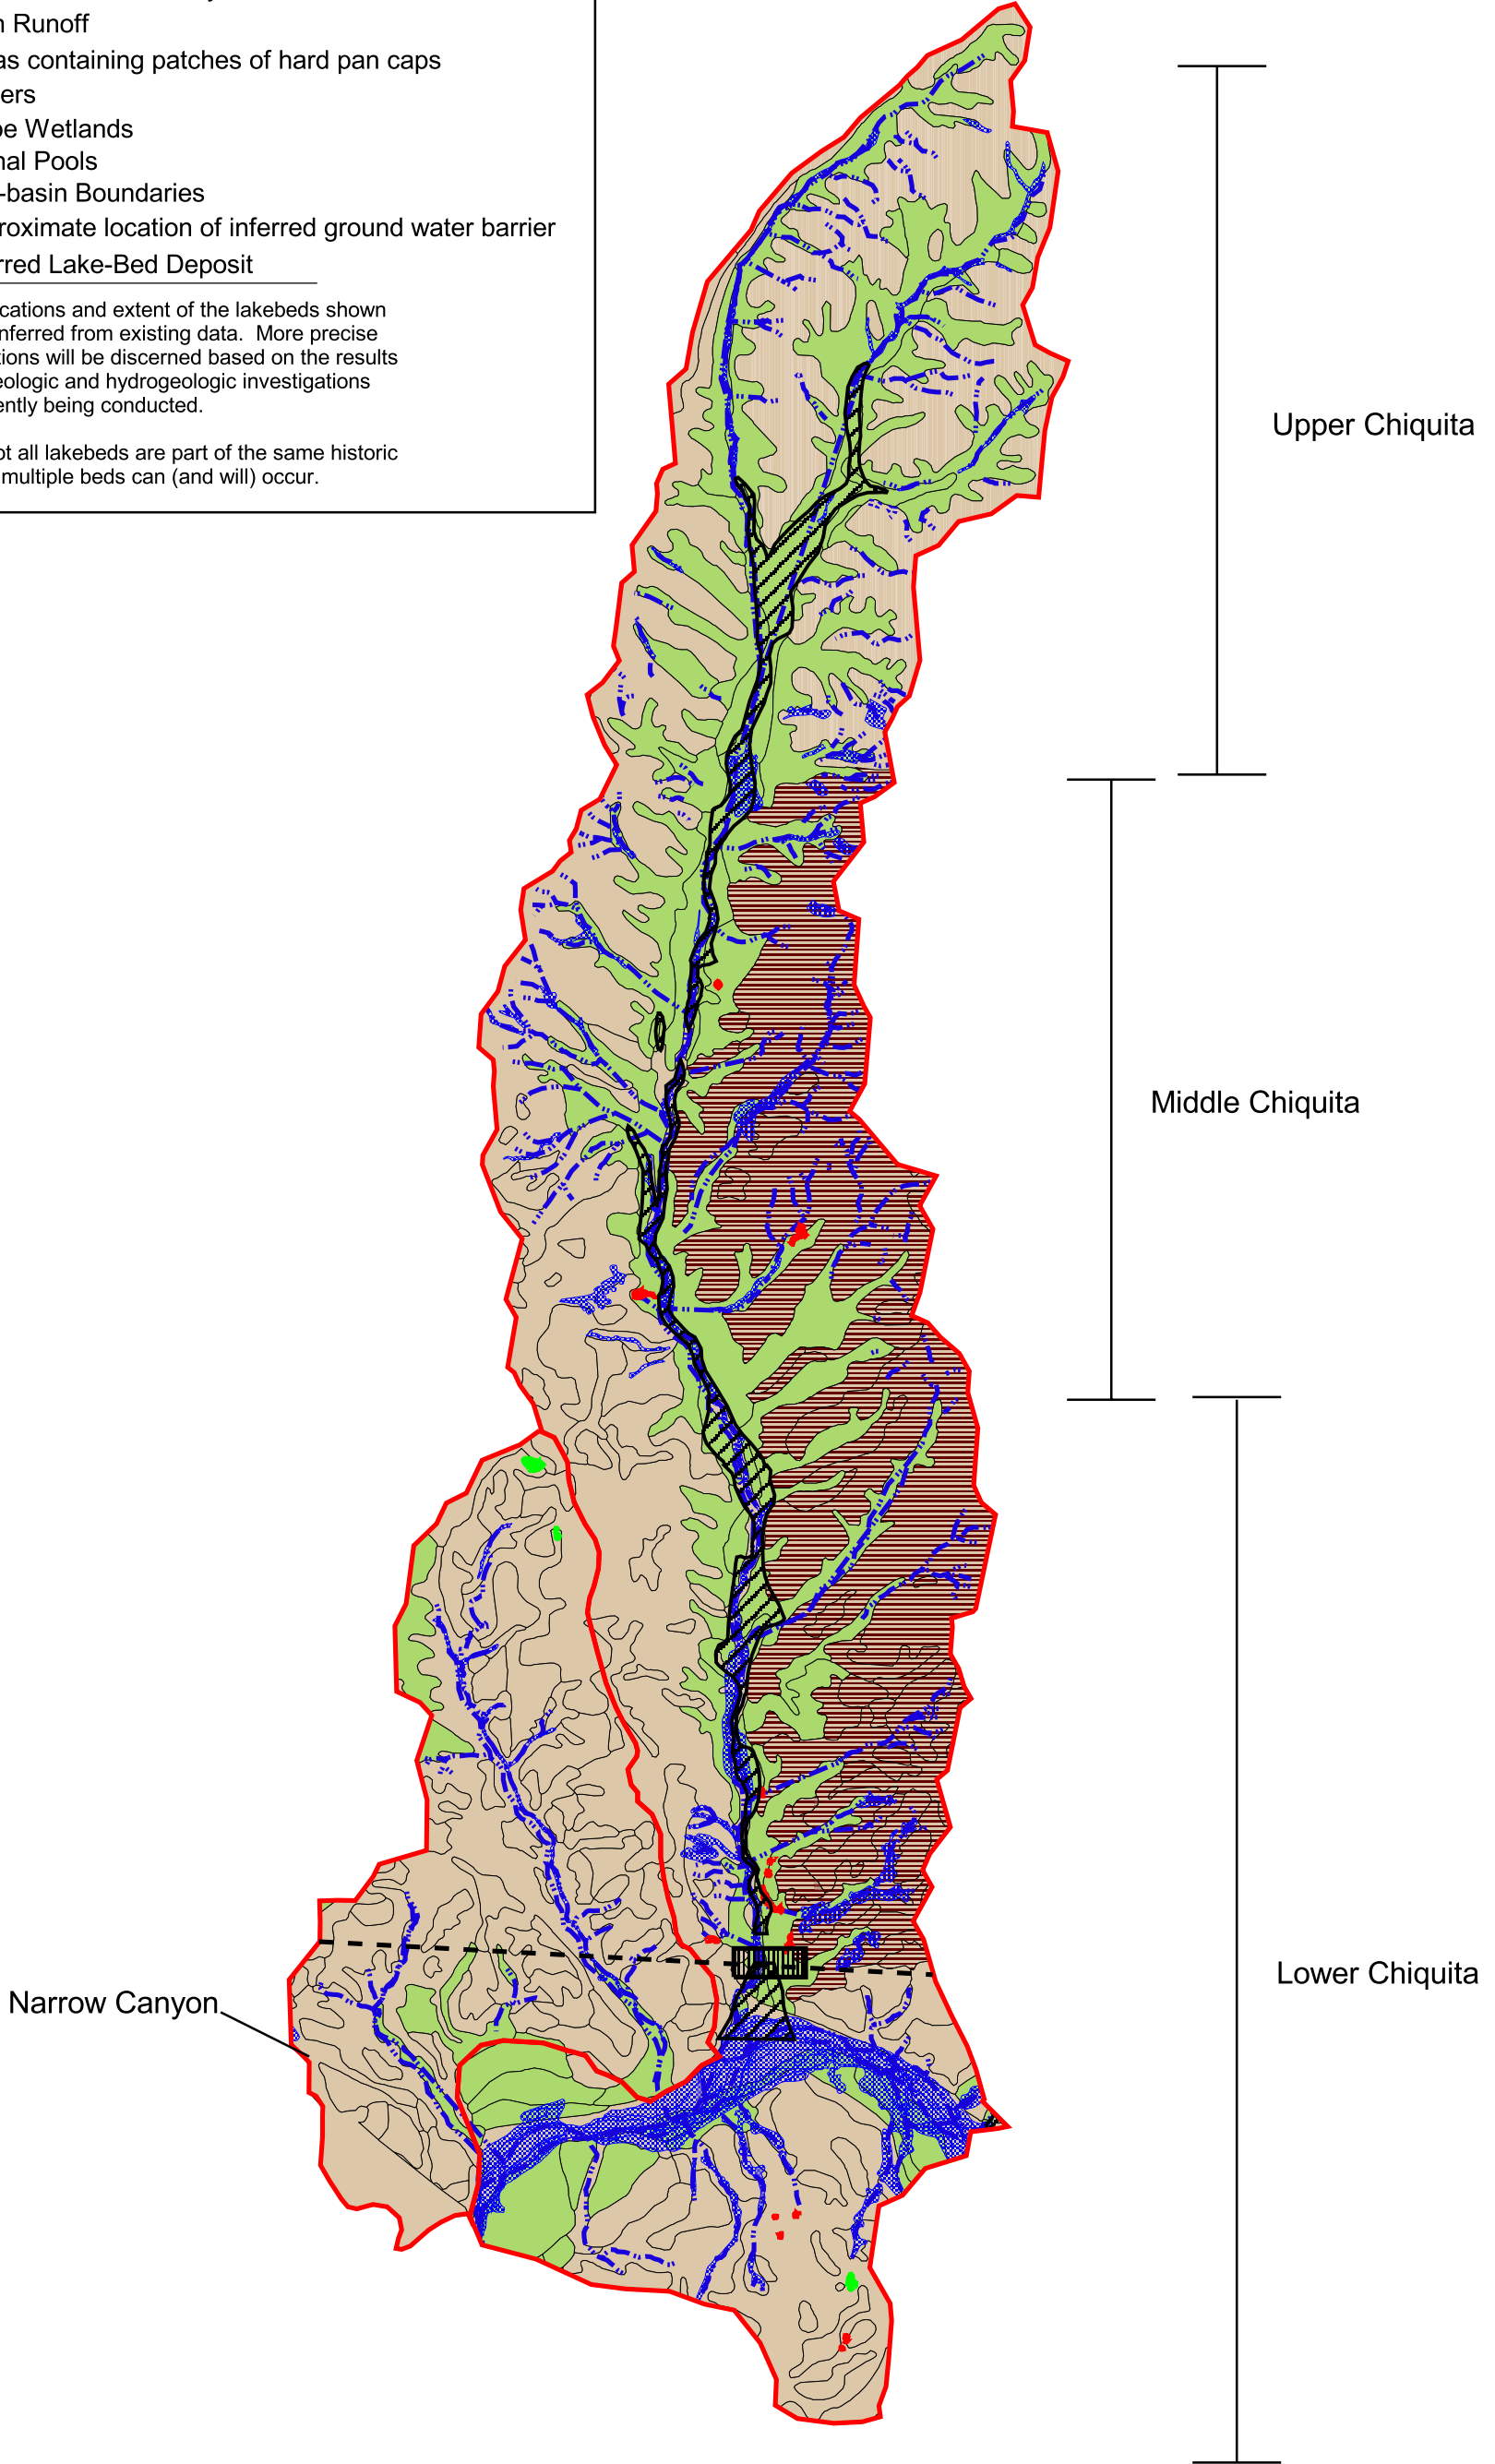 n Runoff
as containing patches of hard pan caps
ers
pe Wetlands
nal Pools
-basin Boundaries
roximate location of inferred ground water barrier
rred Lake-Bed Deposit
cations and extent of the lakebeds shown
nferred from existing data. More precise
tions will be discerned based on the results
eologic and hydrogeologic investigations
ently being conducted.
ot all lakebeds are part of the same historic
multiple beds can (and will) occur.
Upper Chiquita
Middle Chiquita
Lower Chiquita
Narrow Canyon